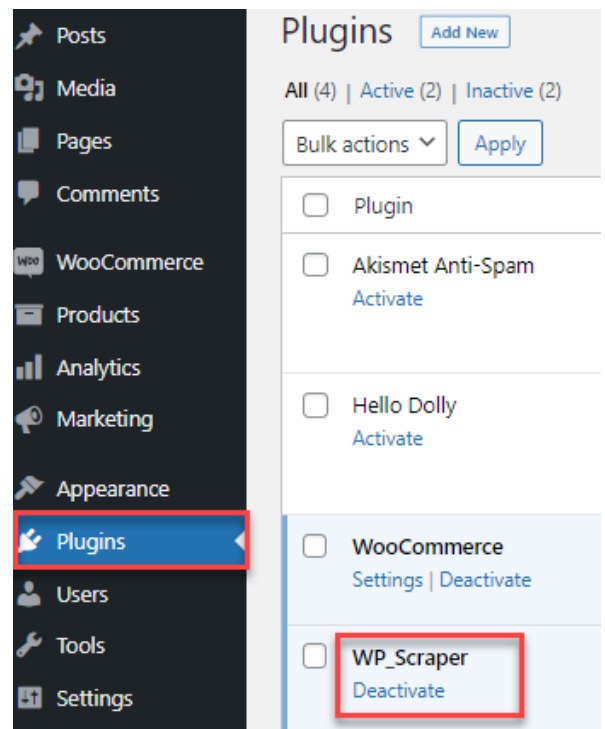 Posts
Media
Pages
Comments
Woo
WooCommerce
Products
Analytics
Marketing
Appearance
Plugins
Users
Tools
Settings
Plugins Add New
All (4) | Active (2) | Inactive (2)
Bulk actions Apply
Plugin
Akismet Anti-Spam
Activate
Hello Dolly
Activate
WooCommerce
Settings | Deactivate
WP_Scraper
Deactivate